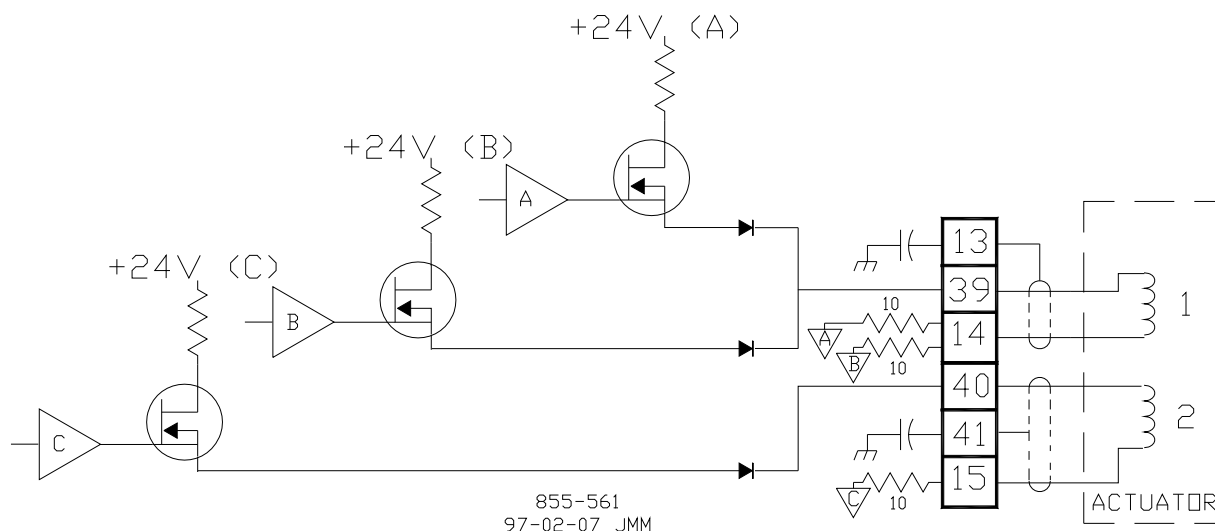 +24V (A)
+24V (B)
A
+24V (C)
B
C
13
39
10
14
A
B
10
40
41
15
C
10
1
2
ACTUATOR
855-561
97-02-07 JMM